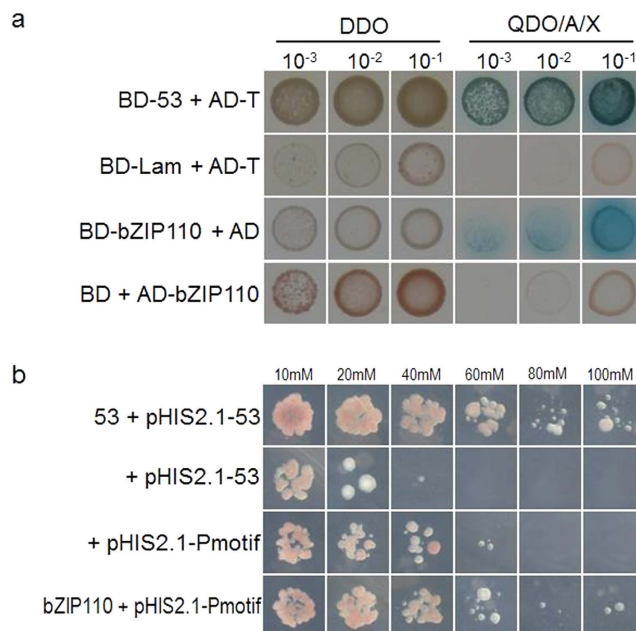 a
DDO QDO/A/X
10-3 10-2 10-1 10-3 10-2 10-1
BD-53 + AD-T
BD-Lam + AD-T
BD-bZIP110 + AD
BD + AD-bZIP110
b
10mM 20mM 40mM 60mM 80mM 100mM
53 + pHIS2.1-53
+ pHIS2.1-53
+ pHIS2.1-Pmotif
bZIP110 + pHIS2.1-Pmotif